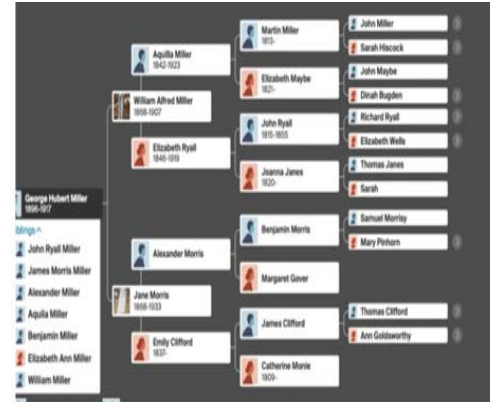 George Hubert Miller
1896-1917
blings
John Ryall Miller
James Morris Miller
Alexander Miller
Aquila Miller
Benjamin Miller
Elizabeth Ann Miller
William Miller
William Alfred Miller
1868-1907
Jane Morris
1868-1933
Aquilla Miller
1842-1923
Elizabeth Ryall
1846-1919
Alexander Morris
Emily Clifford
1837-
Martin Miller
1813-
Elizabeth Maybe
1821-
John Ryall
1815-1855
Joanna Janes
1820-
Benjamin Morris
Margaret Gover
James Clifford
Catherine Monie
1809-
John Miller
Sarah Hiscock
John Maybe
Dinah Bugden
Richard Ryall
Elizabeth Wells
Thomas Janes
Sarah
Samuel Morrisy
Mary Pinhorn
Thomas Clifford
Ann Goldsworthy